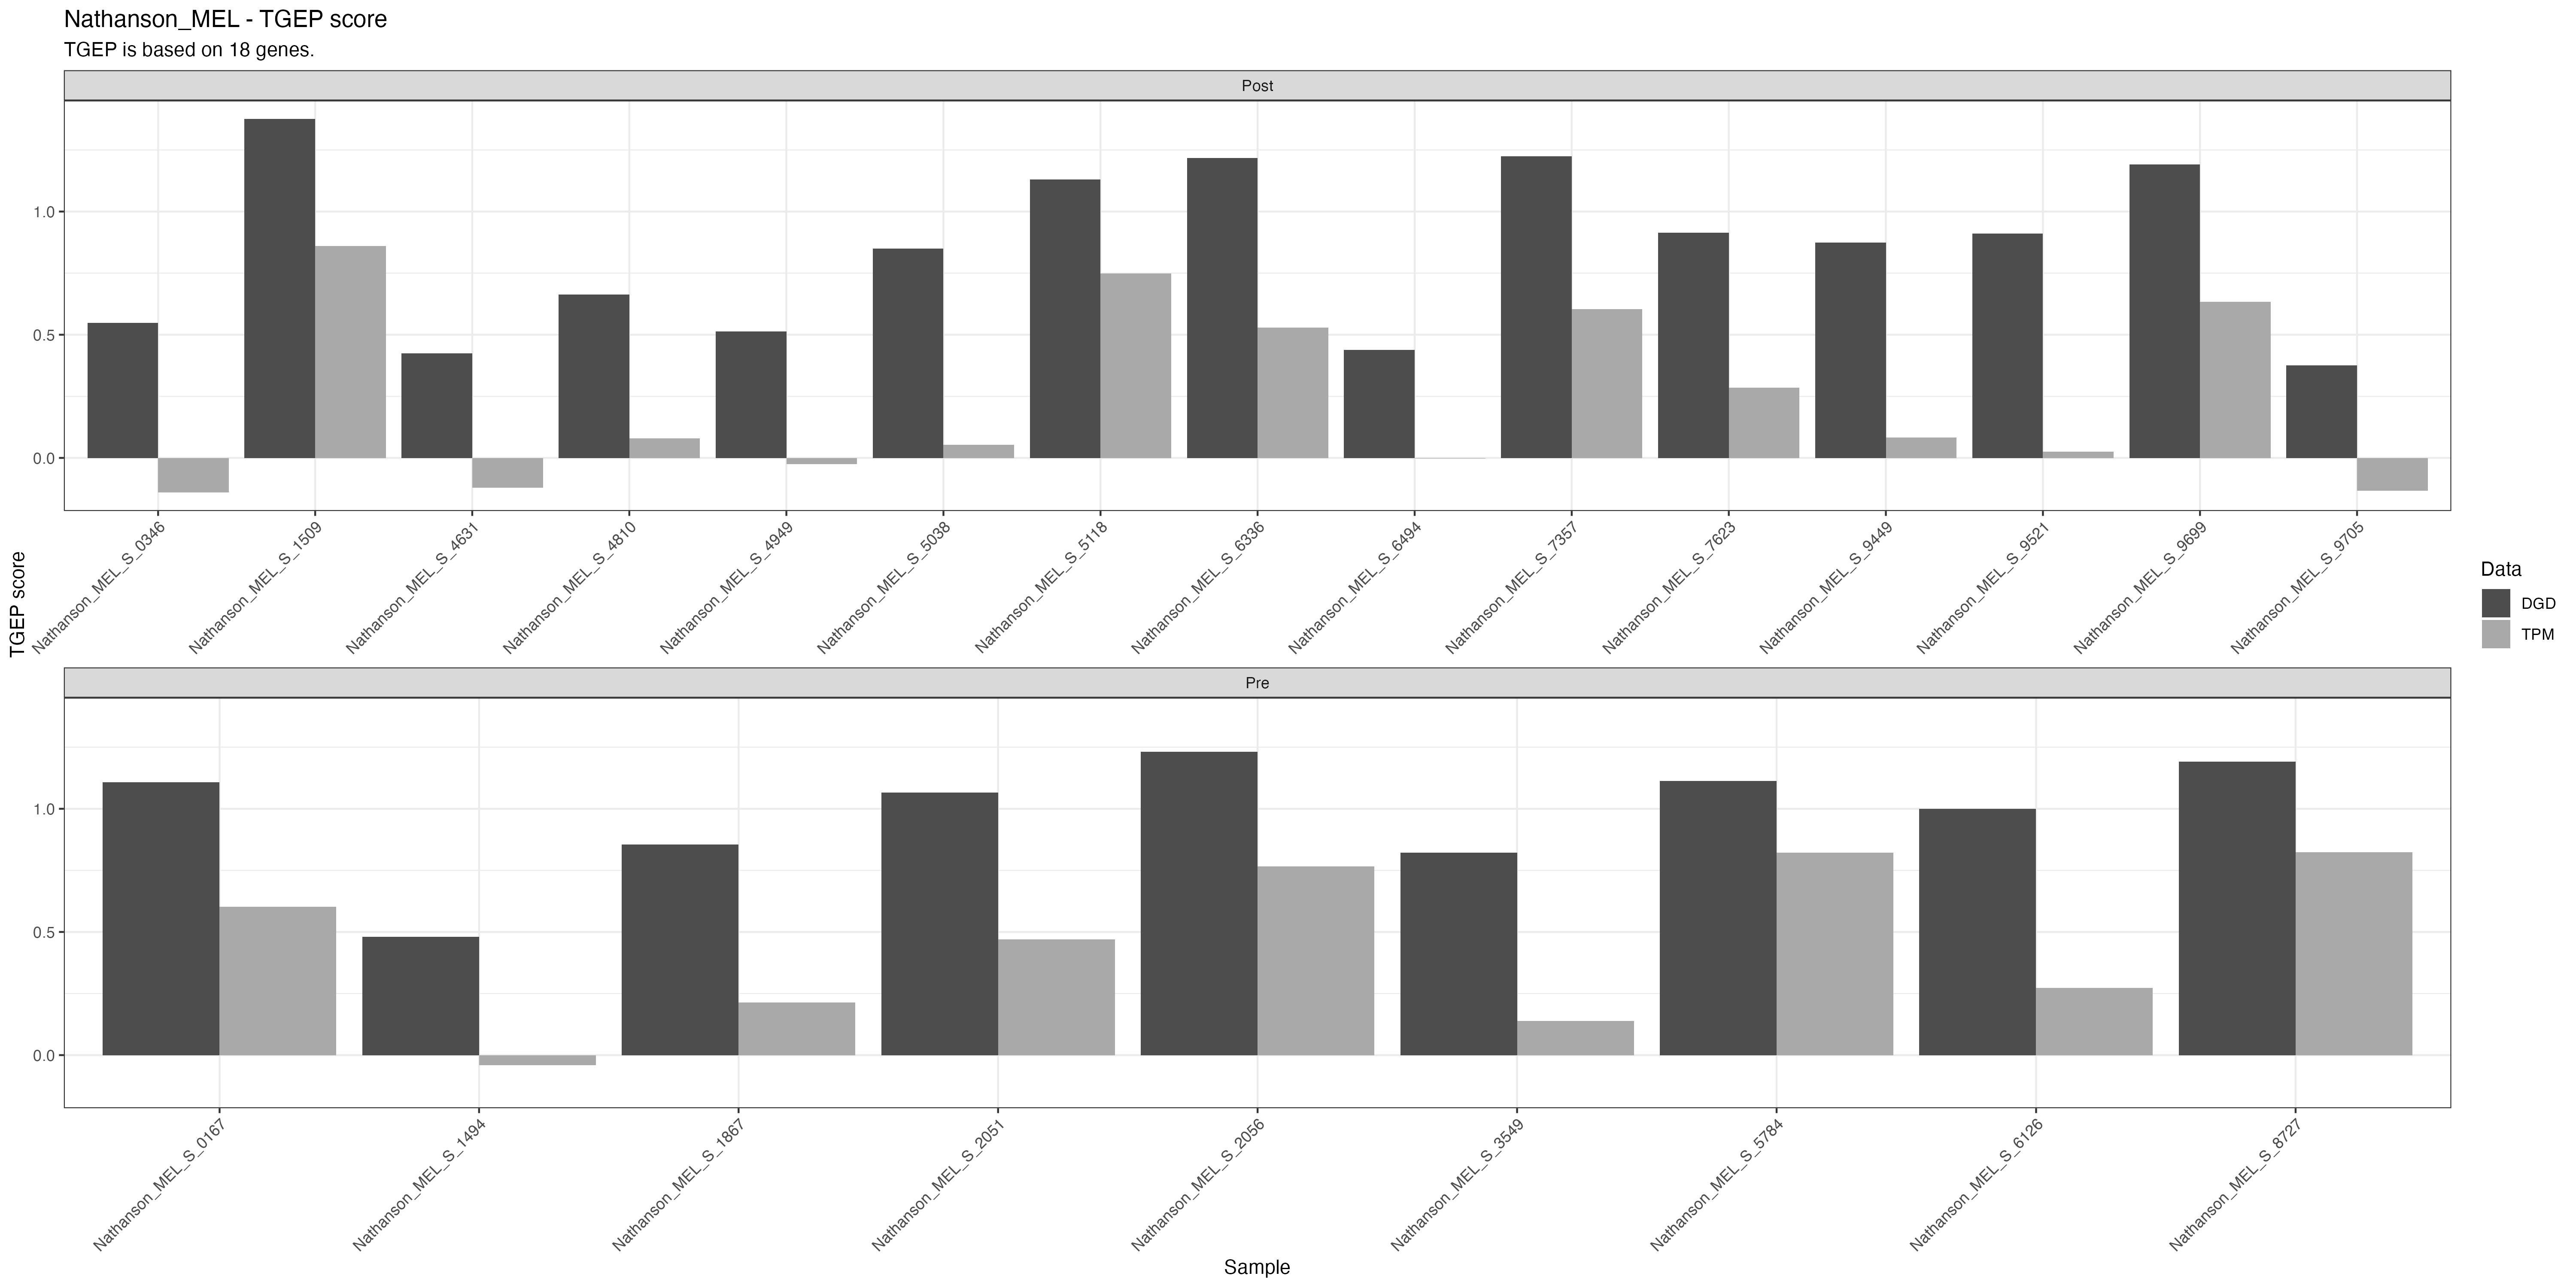 Nathanson_MEL - TGEP score
TGEP is based on 18 genes.
Post
1.0
0.5
0.0
Nathanson_MEL_S_0346
Nathanson_MEL_S_1509
Nathanson_MEL_S_4631
Nathanson_MEL_S_4810
Nathanson_MEL_S_4949
Nathanson_MEL_S_5038
Nathanson_MEL_S_5118
Nathanson_MEL_S_6336
Nathanson_MEL_S_6494
Nathanson_MEL_S_7357
Nathanson_MEL_S_7623
Nathanson_MEL_S_9449
Nathanson_MEL_S_9521
Nathanson_MEL_S_9699
Nathanson_MEL_S_9705
TGEP score
Data
DGD
TPM
Pre
1.0
0.5
0.0
Nathanson_MEL_S_0167
Nathanson_MEL_S_1494
Nathanson_MEL_S_1867
Nathanson_MEL_S_2051
Nathanson_MEL_S_2056
Nathanson_MEL_S_3549
Nathanson_MEL_S_5784
Nathanson_MEL_S_6126
Nathanson_MEL_S_8727
Sample